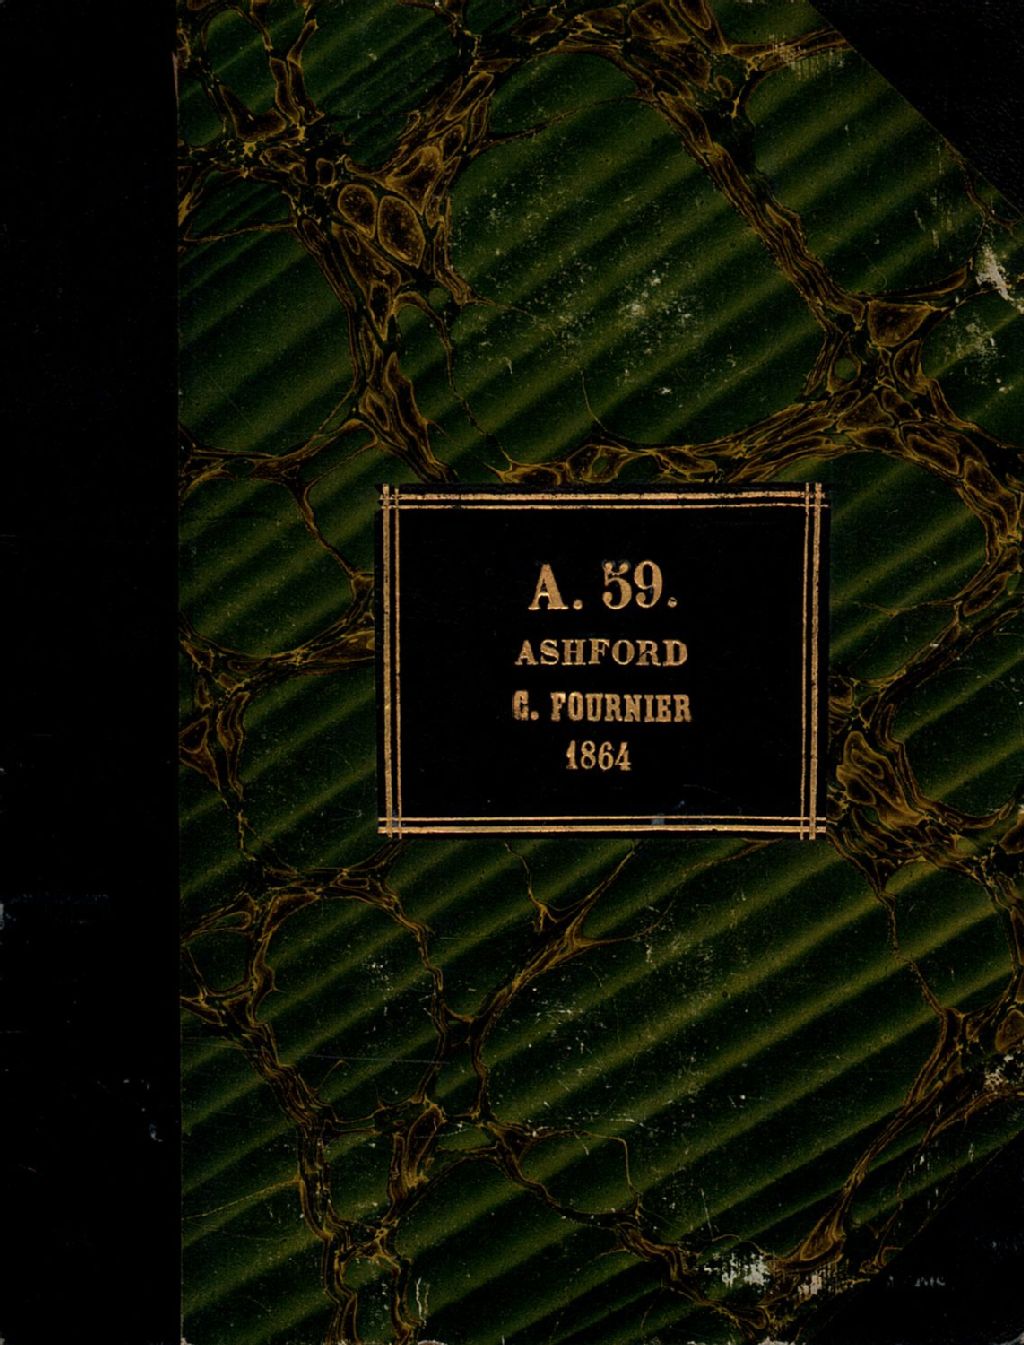 A. 59.
ASHFORD
C. FOURNIER
1864